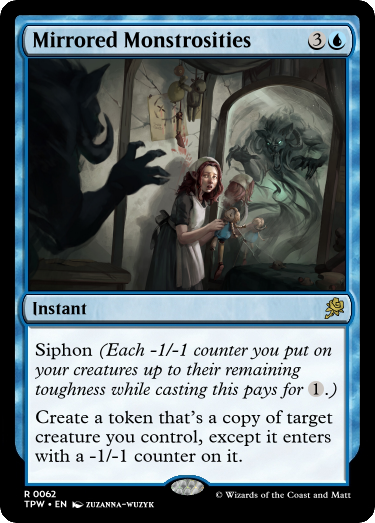 Mirrored Monstrosities 3
Instant
Siphon (Each -1/-1 counter you put on
your creatures up to their remaining
toughness while casting this pays for 1.)
Create a token that's a copy of target
creature you control, except it enters
with a -1/-1 counter on it.
R 0062
TPW • EN ZUZANNA-WUZYK
© Wizards of the Coast and Matt